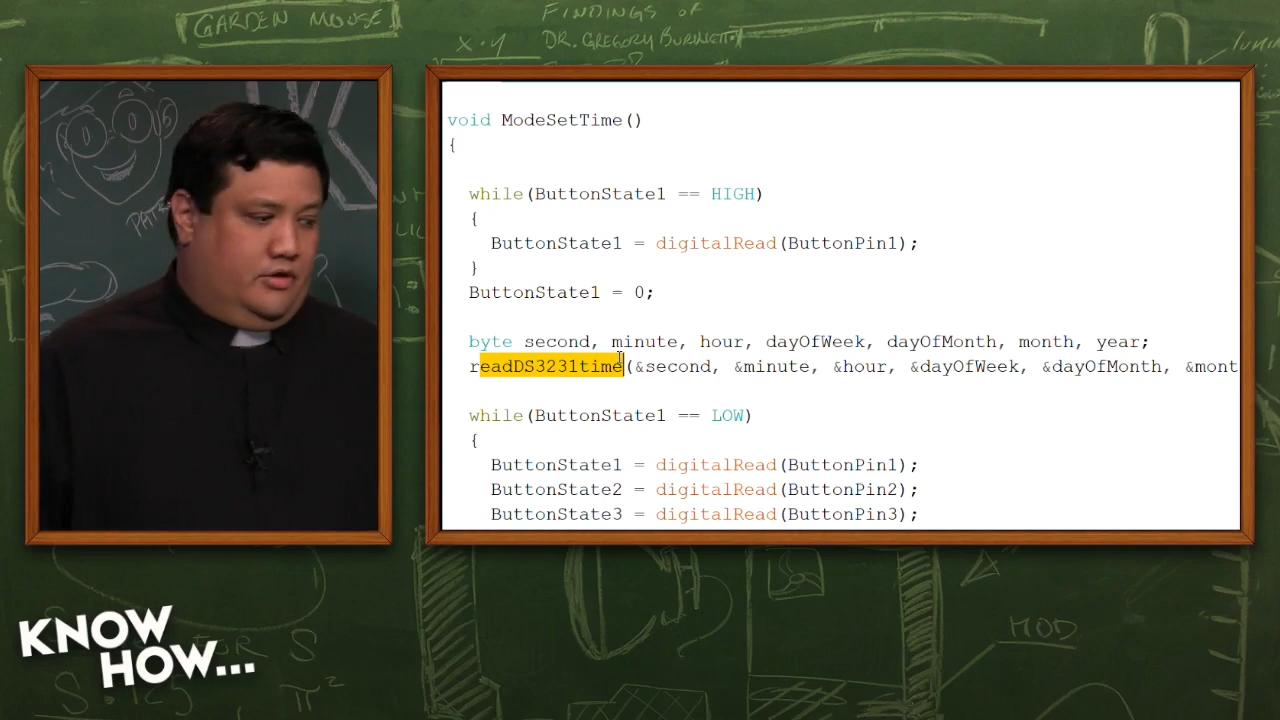 GARDEN MOUSE
FINDINGS OF
DR. GREGORY BURNETT
X·Y
void ModeSetTime()
{
while(ButtonState1 == HIGH)
{
ButtonState1 = digitalRead(ButtonPin1);
}
ButtonState1 = 0;
byte second, minute, hour, dayOfWeek, dayOfMonth, month, year;
readDS3231time(&second, &minute, &hour, &dayOfWeek, &dayOfMonth, &mont
while(ButtonState1 == LOW)
{
ButtonState1 = digitalRead(ButtonPin1);
ButtonState2 = digitalRead(ButtonPin2);
ButtonState3 = digitalRead(ButtonPin3);
KNOW
HOW...
MOD
π²